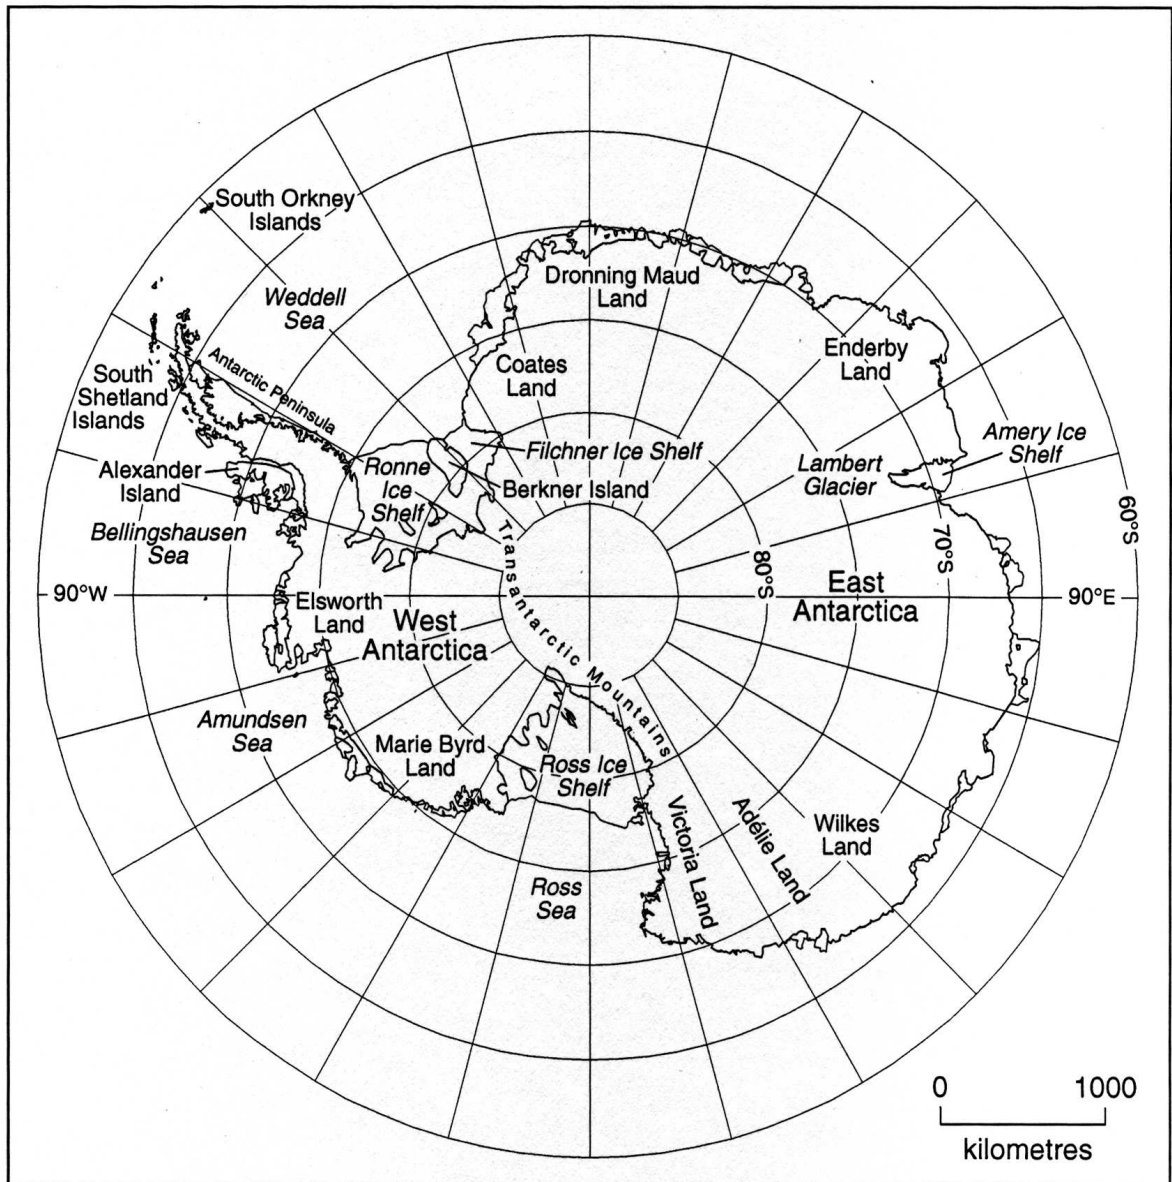 South Orkney
Islands
Weddell
Sea
Dronning Maud
Land
Enderby
Land
Coates
Land
Antarctic Peninsula
South
Shetland
Islands
Amery Ice
Shelf
Filchner Ice Shelf
Lambert
Glacier
Ronne
Ice
Shelf
Berkner Island
Alexander
Island
Bellingshausen
Sea
60°S
70°S
80°S
Transantarctic Mountains
90°W
East
Antarctica
90°E
Elsworth
Land
West
Antarctica
Amundsen
Sea
Marie Byrd
Land
Ross Ice
Shelf
Victoria Land
Adélie Land
Wilkes
Land
Ross
Sea
0 1000
kilometres